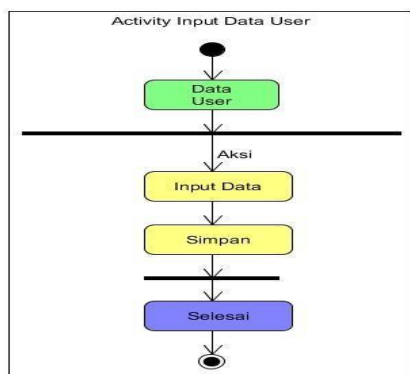 Activity Input Data User
Data
User
Aksi
Input Data
Simpan
Selesai